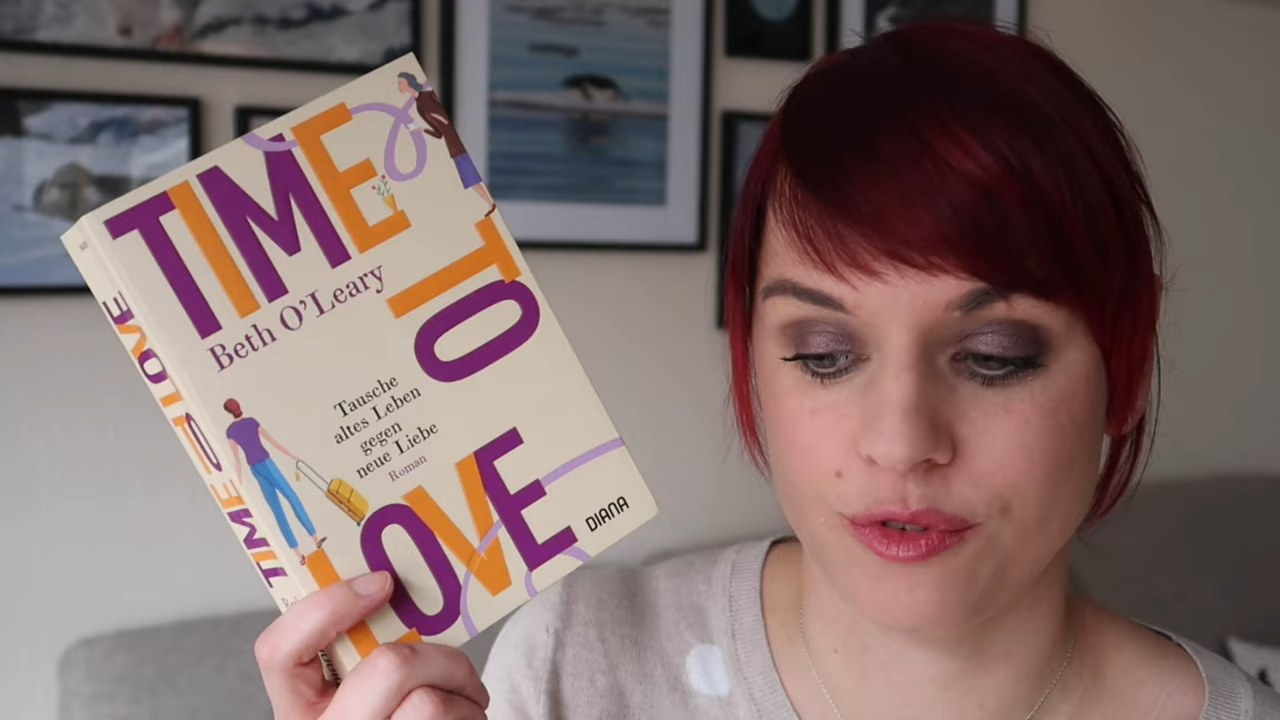 TIME
TO
LOVE
Beth O'Leary
Tausche
altes Leben
gegen
neue Liebe
Roman
DIANA
TIME TO LOVE